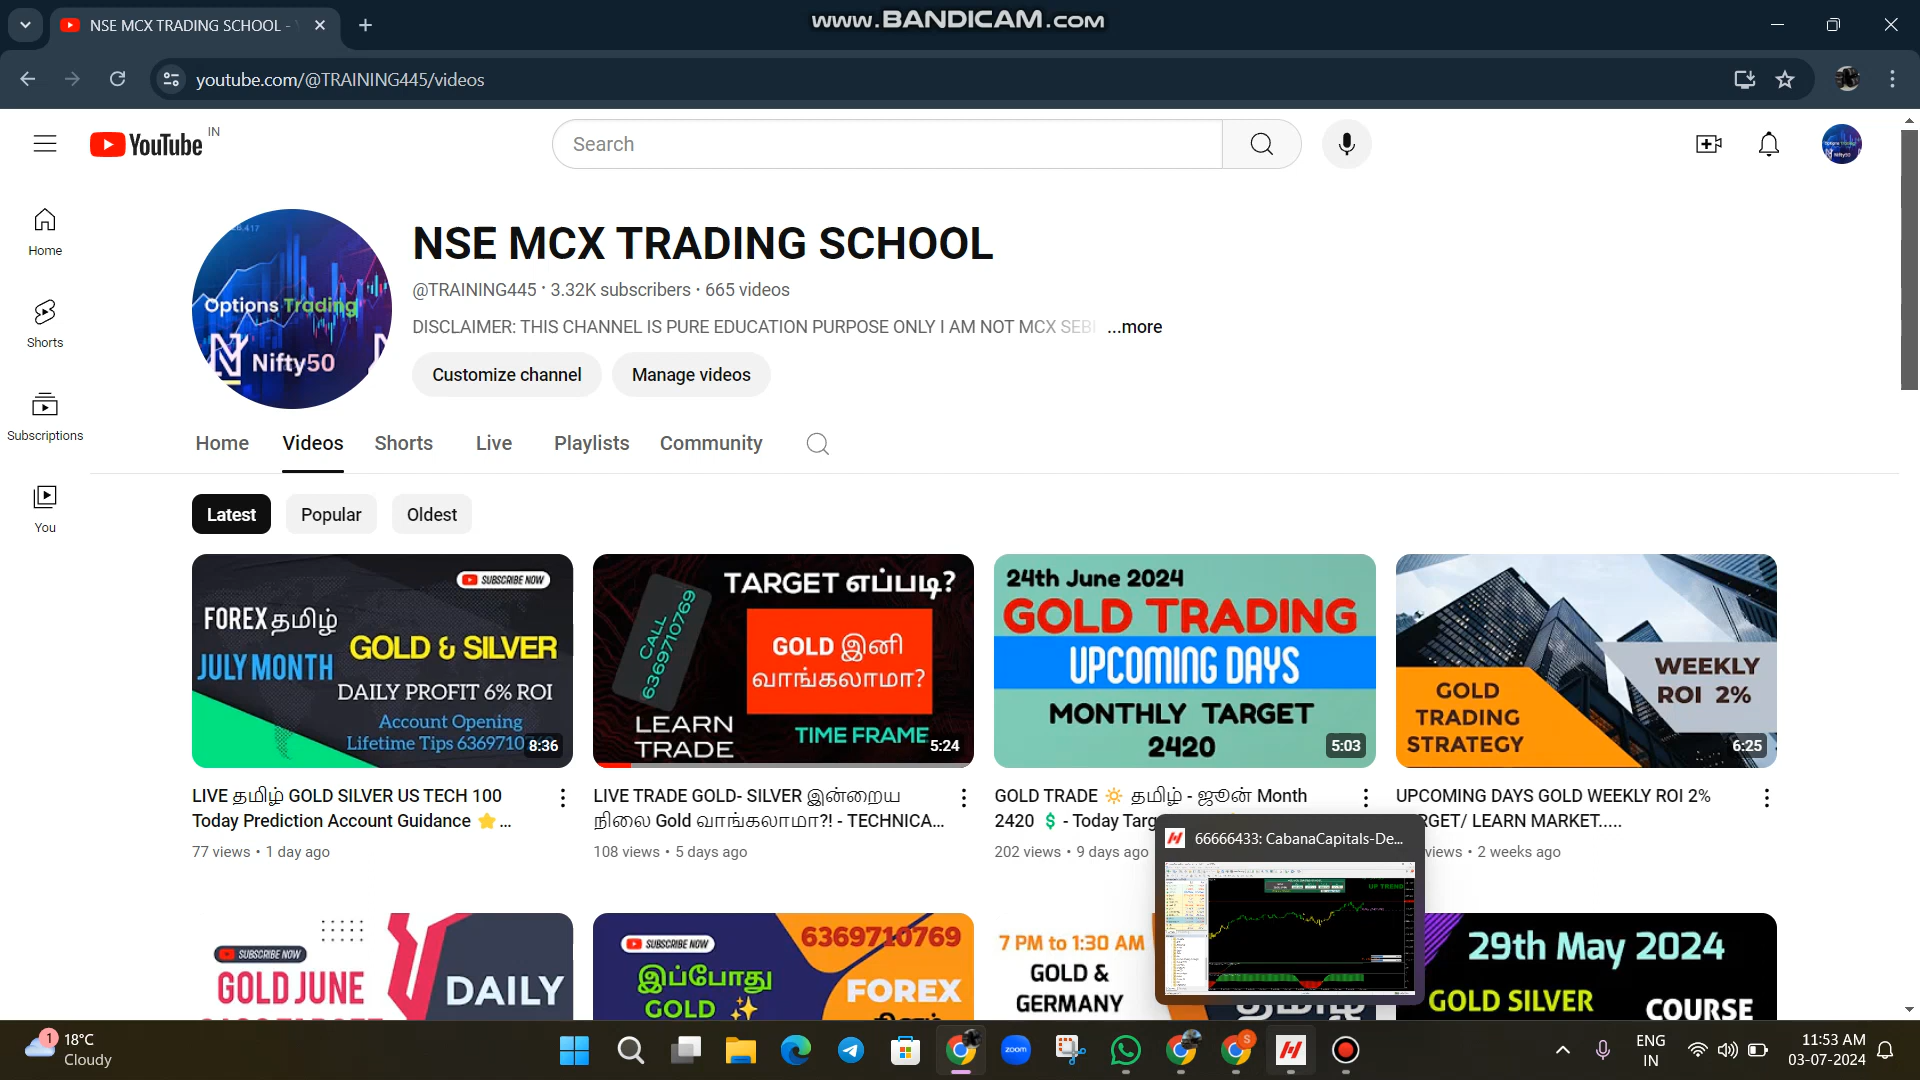 NSE MCX TRADING SCHOOL -
www.BANDICAM.com
youtube.com/@TRAINING445/videos
YouTube IN
Search
Home
Shorts
Subscriptions
You
Options Trading
Nifty50
NSE MCX TRADING SCHOOL
@TRAINING445 · 3.32K subscribers · 665 videos
DISCLAIMER: THIS CHANNEL IS PURE EDUCATION PURPOSE ONLY I AM NOT MCX SEBI ...more
Customize channel
Manage videos
Home Videos Shorts Live Playlists Community
Latest Popular Oldest
SUBSCRIBE NOW
FOREX தமிழ்
GOLD & SILVER
JULY MONTH
DAILY PROFIT 6% ROI
Account Opening
Lifetime Tips 6369710
8:36
LIVE தமிழ் GOLD SILVER US TECH 100
Today Prediction Account Guidance ⭐...
77 views · 1 day ago
TARGET எப்படி?
CALL
6369710769
GOLD இனி
வாங்கலாமா?
LEARN
TRADE
TIME FRAME
5:24
LIVE TRADE GOLD- SILVER இன்றைய
நிலை Gold வாங்கலாமா?! - TECHNICA...
108 views · 5 days ago
24th June 2024
GOLD TRADING
UPCOMING DAYS
MONTHLY TARGET
2420
5:03
GOLD TRADE 🔆 தமிழ் - ஜூன் Month
2420 💲 - Today Targ
202 views · 9 days ago
WEEKLY
ROI 2%
GOLD
TRADING
STRATEGY
6:25
UPCOMING DAYS GOLD WEEKLY ROI 2%
RGET/ LEARN MARKET.....
views · 2 weeks ago
66666433: CabanaCapitals-De...
UP TREND
SUBSCRIBE NOW
GOLD JUNE
DAILY
SUBSCRIBE NOW
6369710769
இப்போது
GOLD ✨
FOREX
7 PM to 1:30 AM
GOLD &
GERMANY
29th May 2024
GOLD SILVER
COURSE
18°C
Cloudy
zoom
ENG
IN
11:53 AM
03-07-2024